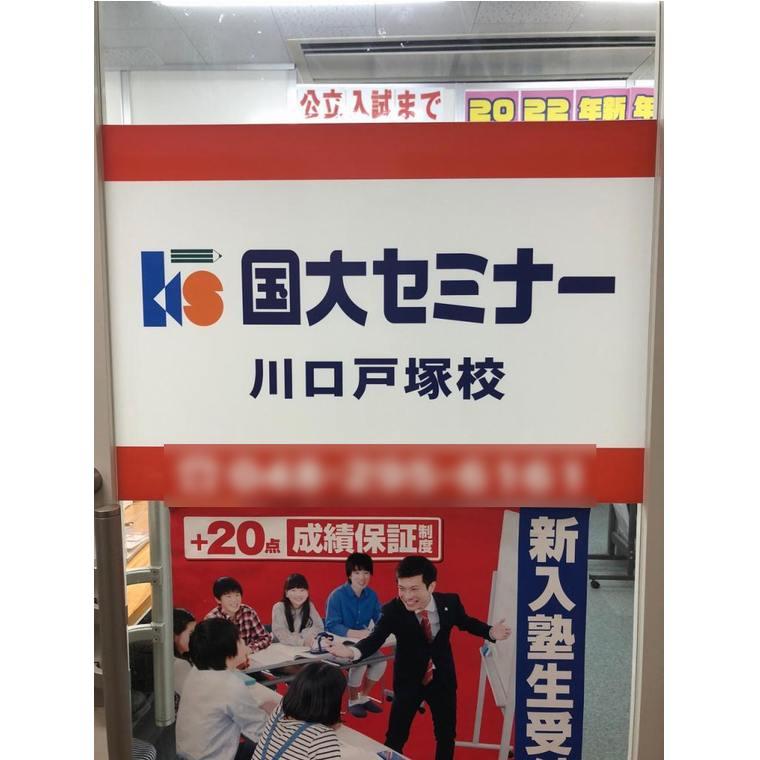 公立入試まで
2022年新年
ks 国大セミナー
川口戸塚校
+20点 成績保証制度
新入塾生受